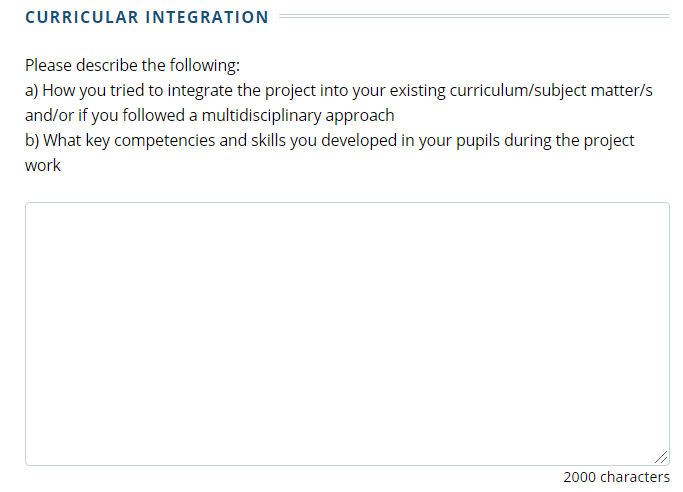 CURRICULAR INTEGRATION
Please describe the following:
a) How you tried to integrate the project into your existing curriculum/subject matter/s
and/or if you followed a multidisciplinary approach
b) What key competencies and skills you developed in your pupils during the project
work
2000 characters